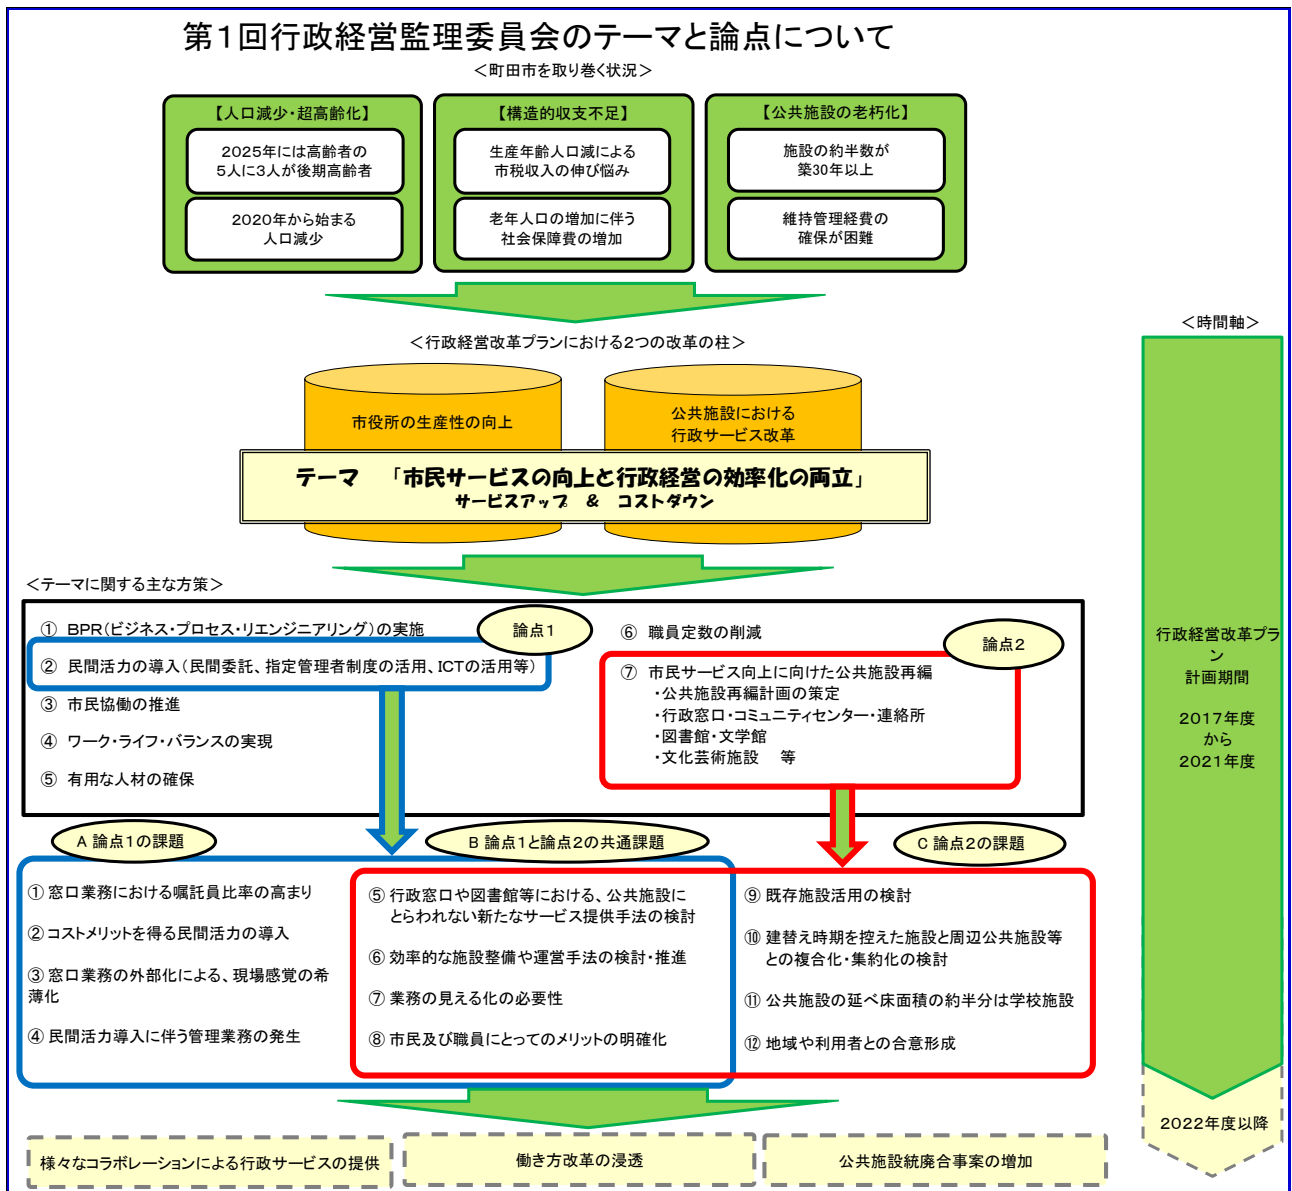 第1回行政経営監理委員会のテーマと論点について
＜町田市を取り巻く状況＞
【人口減少・超高齢化】
2025年には高齢者の
5人に3人が後期高齢者
2020年から始まる
人口減少
【構造的収支不足】
生産年齢人口減による
市税収入の伸び悩み
老年人口の増加に伴う
社会保障費の増加
【公共施設の老朽化】
施設の約半数が
築30年以上
維持管理経費の
確保が困難
＜行政経営改革プランにおける2つの改革の柱＞
市役所の生産性の向上
公共施設における
行政サービス改革
テーマ　「市民サービスの向上と行政経営の効率化の両立」
サービスアップ　＆　コストダウン
＜テーマに関する主な方策＞
論点1
① BPR（ビジネス・プロセス・リエンジニアリング）の実施
② 民間活力の導入（民間委託、指定管理者制度の活用、ICTの活用等）
③ 市民協働の推進
④ ワーク・ライフ・バランスの実現
⑤ 有用な人材の確保
論点2
⑥ 職員定数の削減
⑦ 市民サービス向上に向けた公共施設再編
・公共施設再編計画の策定
・行政窓口・コミュニティセンター・連絡所
・図書館・文学館
・文化芸術施設　等
A 論点1の課題
① 窓口業務における嘱託員比率の高まり
② コストメリットを得る民間活力の導入
③ 窓口業務の外部化による、現場感覚の希
薄化
④ 民間活力導入に伴う管理業務の発生
B 論点1と論点2の共通課題
⑤ 行政窓口や図書館等における、公共施設に
とらわれない新たなサービス提供手法の検討
⑥ 効率的な施設整備や運営手法の検討・推進
⑦ 業務の見える化の必要性
⑧ 市民及び職員にとってのメリットの明確化
C 論点2の課題
⑨ 既存施設活用の検討
⑩ 建替え時期を控えた施設と周辺公共施設等
との複合化・集約化の検討
⑪ 公共施設の延べ床面積の約半分は学校施設
⑫ 地域や利用者との合意形成
様々なコラボレーションによる行政サービスの提供
働き方改革の浸透
公共施設統廃合事案の増加
＜時間軸＞
行政経営改革プラ
ン
計画期間
2017年度
から
2021年度
2022年度以降